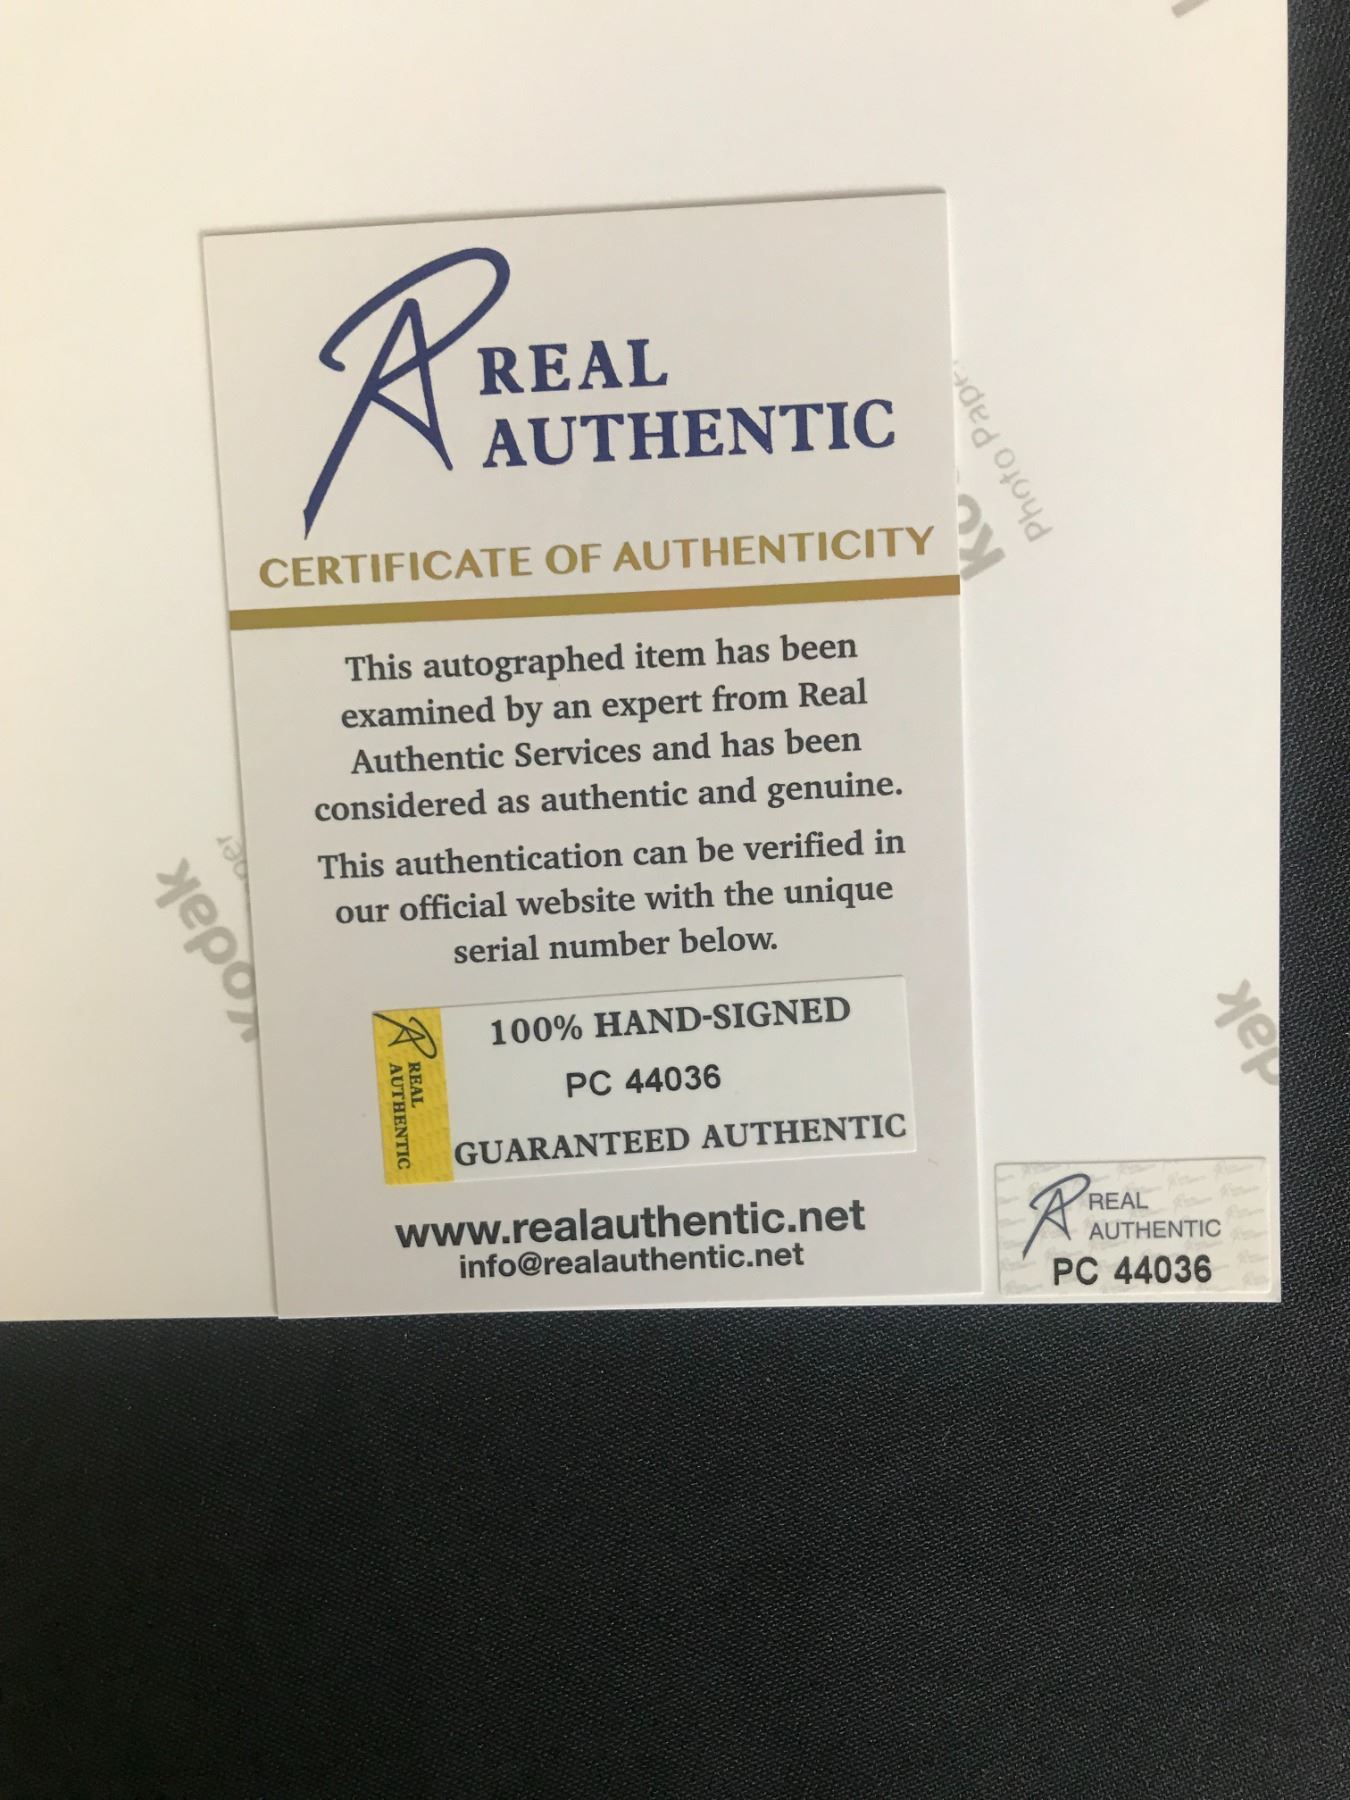 REAL
AUTHENTIC
CERTIFICATE OF AUTHENTICITY
This autographed item has been
examined by an expert from Real
Authentic Services and has been
considered as authentic and genuine.
This authentication can be verified in
our official website with the unique
serial number below.
REAL
AUTHENTIC
100% HAND-SIGNED
PC 44036
GUARANTEED AUTHENTIC
www.realauthentic.net
info@realauthentic.net
REAL
AUTHENTIC
PC 44036
Kodak
Photo